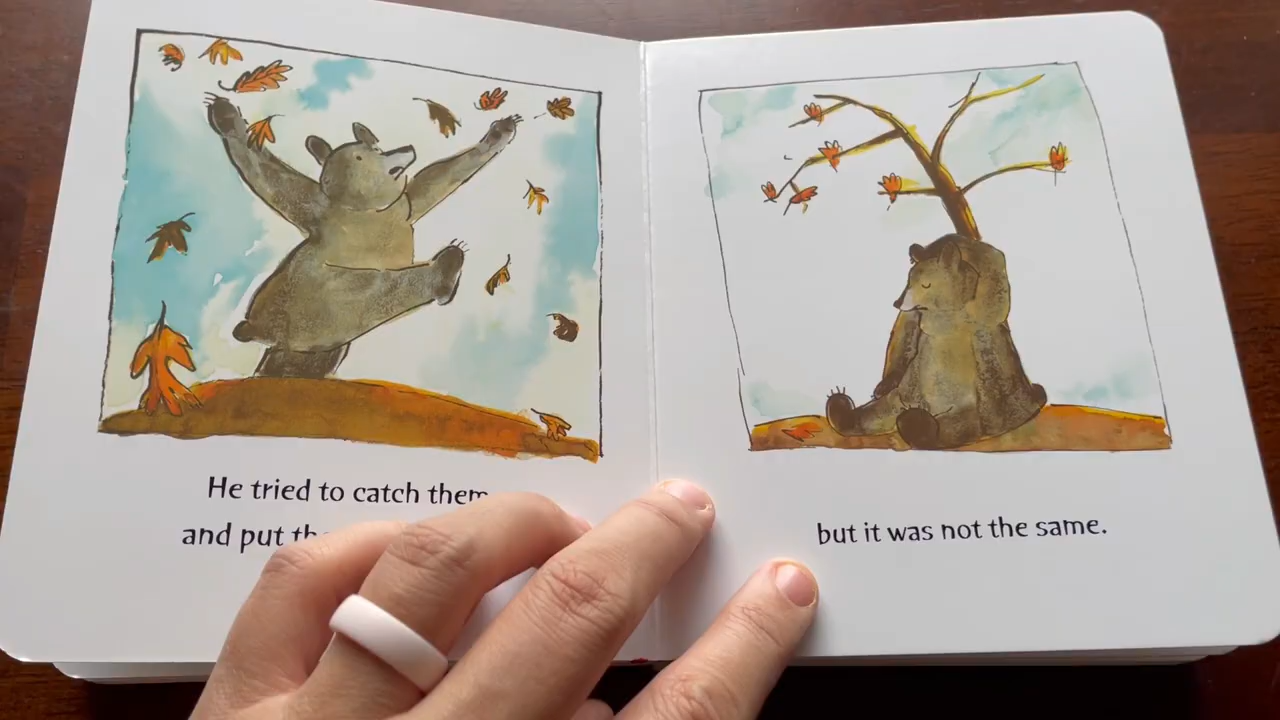 He tried to catch them
and put
but it was not the same.